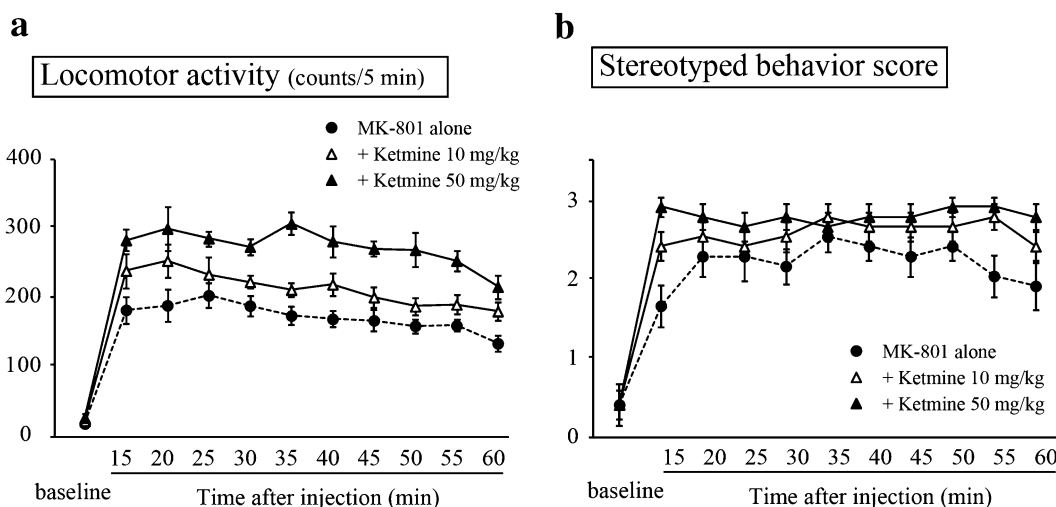 a
Locomotor activity (counts/5 min)
MK-801 alone
+ Ketmine 10 mg/kg
+ Ketmine 50 mg/kg
400
300
200
100
0
15 20 25 30 35 40 45 50 55 60
baseline
Time after injection (min)
b
Stereotyped behavior score
3
2
1
0
MK-801 alone
+ Ketmine 10 mg/kg
+ Ketmine 50 mg/kg
15 20 25 30 35 40 45 50 55 60
baseline
Time after injection (min)